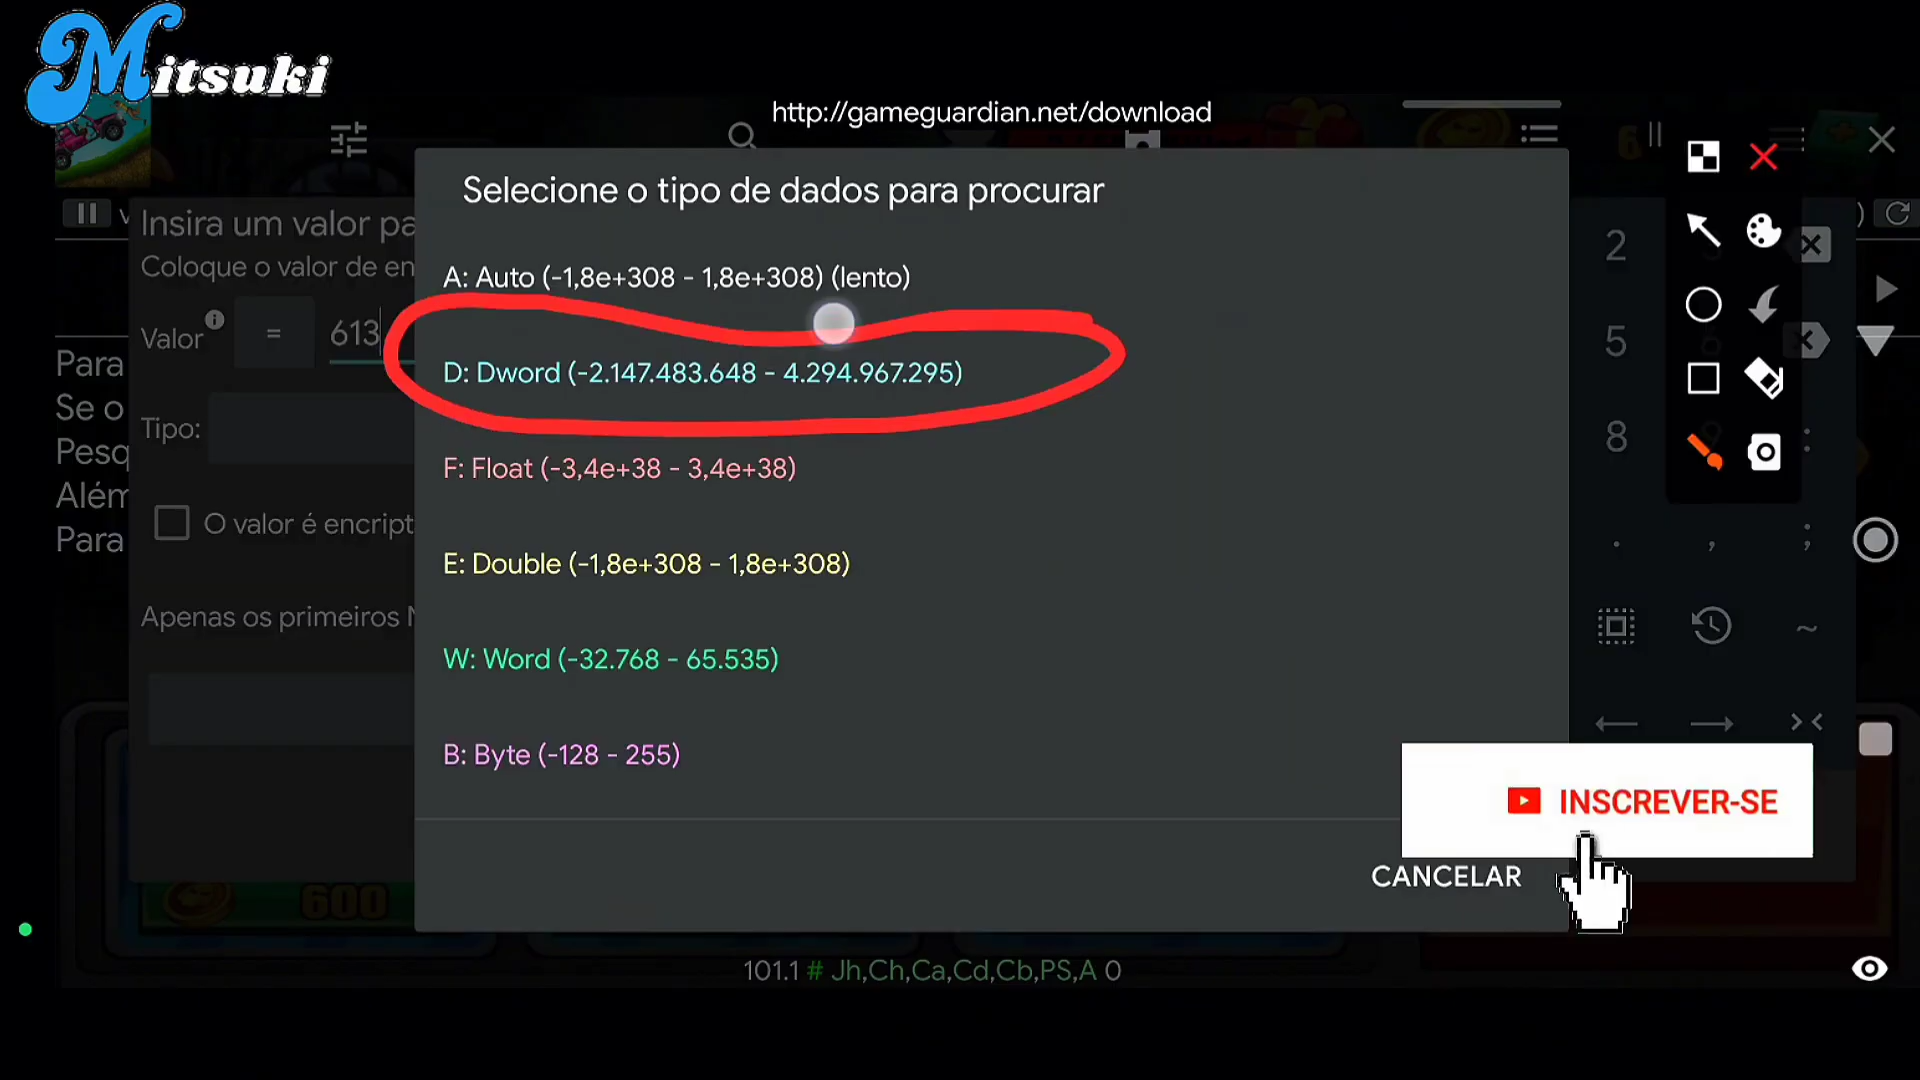 Mitsuki
http://gameguardian.net/download
Selecione o tipo de dados para procurar
Insira um valor pa
Coloque o valor de en
Valor
=
613
Tipo:
O valor é encript
Apenas os primeiros
Para
Se o
Pesq
Além
Para
A: Auto (-1,8e+308 - 1,8e+308) (lento)
D: Dword (-2.147.483.648 - 4.294.967.295)
F: Float (-3,4e+38 - 3,4e+38)
E: Double (-1,8e+308 - 1,8e+308)
W: Word (-32.768 - 65.535)
B: Byte (-128 - 255)
2
5
8
. , ;
~
INSCREVER-SE
CANCELAR
600
101.1 # Jh,Ch,Ca,Cd,Cb,PS,A 0